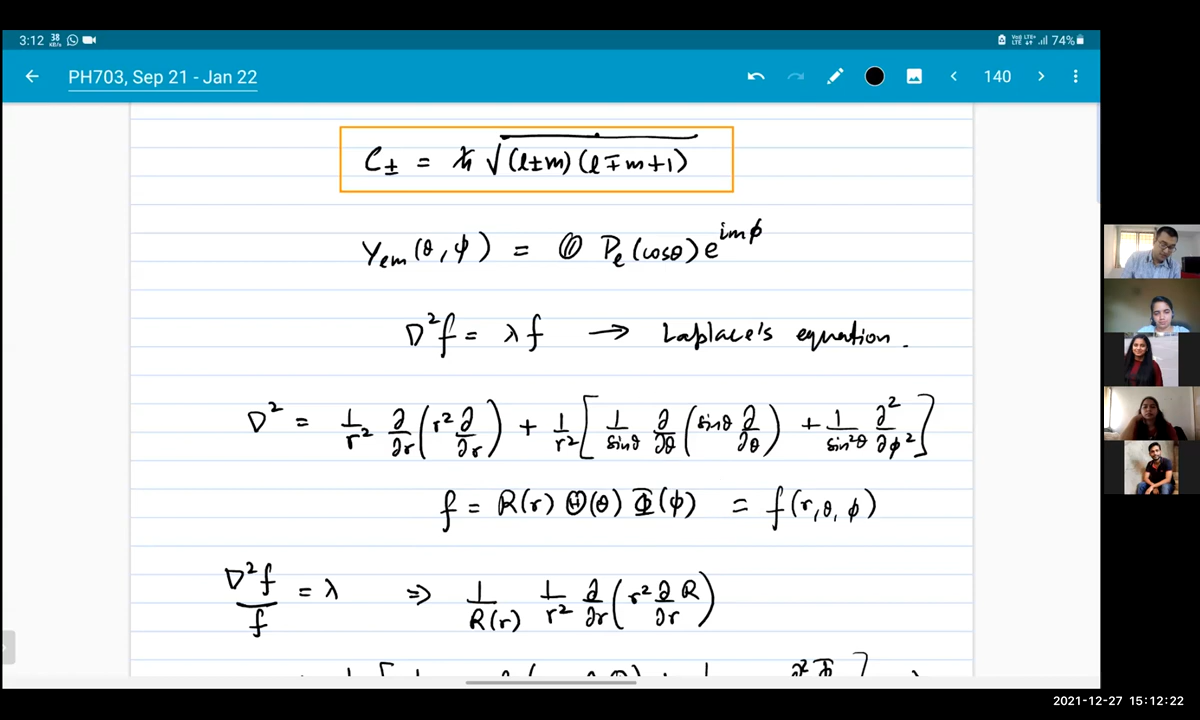 3:12 38 KB/s 74%
PH703, Sep 21 - Jan 22 140
C± = ħ √(l±m)(l∓m+1)
Yℓm(θ,φ) = () Pℓ(cosθ) e^{imφ}
∇²f = λf → Laplace's equation.
∇² = 1/r² ∂/∂r (r² ∂/∂r) + 1/r² [1/sinθ ∂/∂θ (sinθ ∂/∂θ) + 1/sin²θ ∂²/∂φ²]
f = R(r) Θ(θ) Φ(φ) = f(r,θ,φ)
∇²f/f = λ ⇒ 1/R(r) 1/r² ∂/∂r (r² ∂R/∂r)
2021-12-27 15:12:22